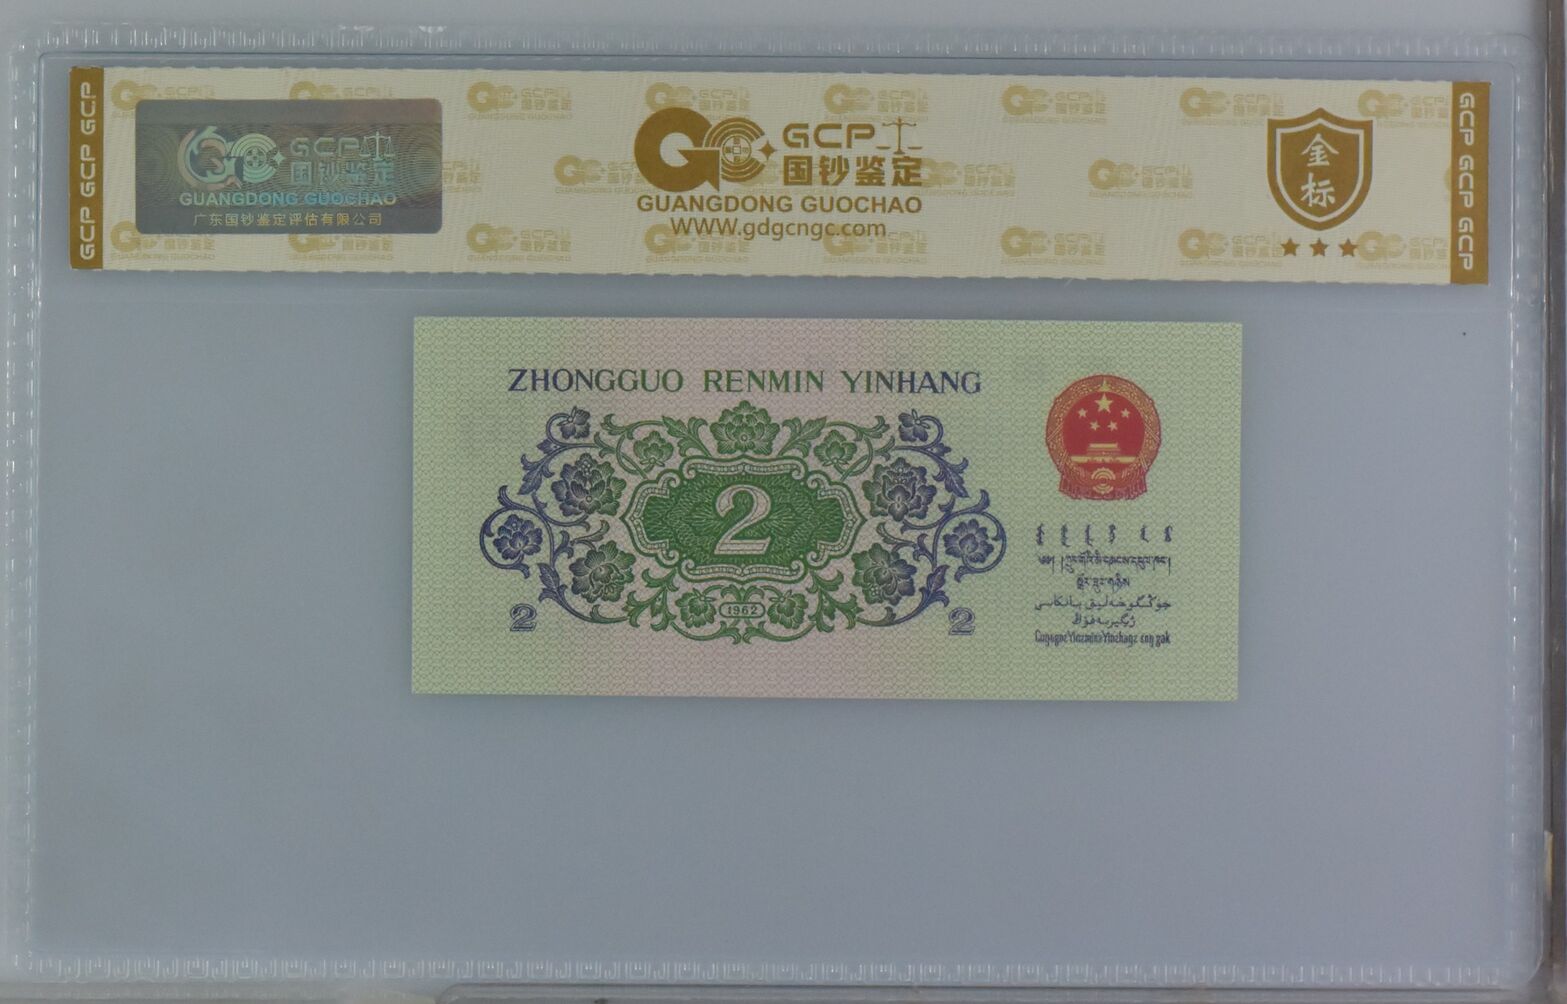 GCP GCP GCP
GCP
国钞鉴定
GUANGDONG GUOCHAO
广东国钞鉴定评估有限公司
GCP
国钞鉴定
GUANGDONG GUOCHAO
WWW.gdgcngc.com
金
标
GCP GCP GCP
ZHONGGUO RENMIN YINHANG
2
1962
2
2